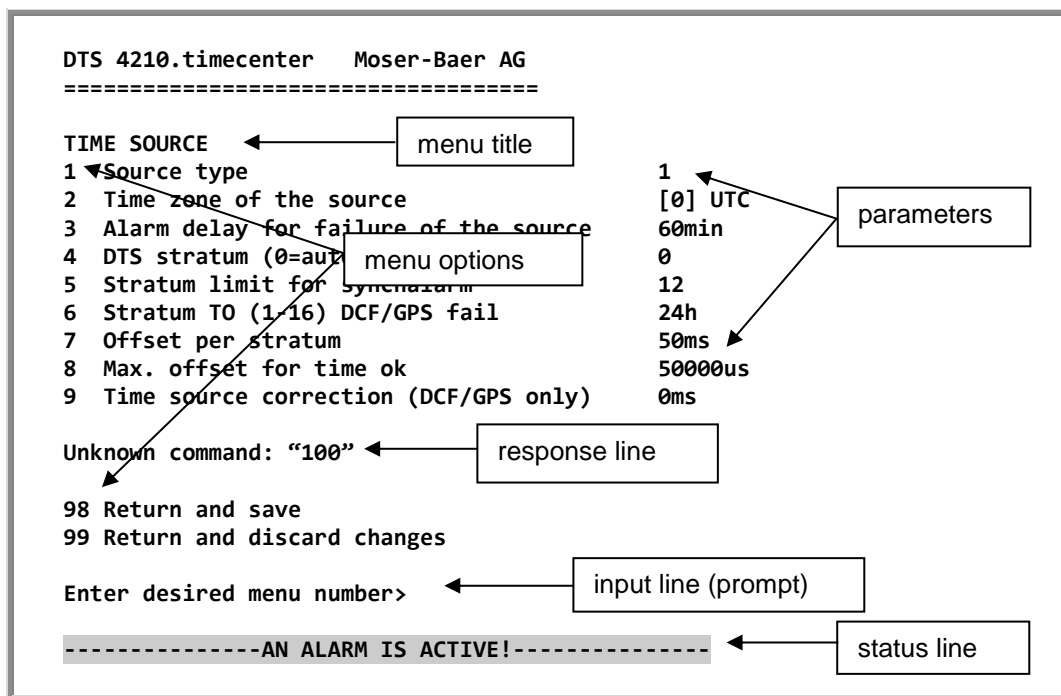 DTS 4210.timecenter Moser-Baer AG
====================================
TIME SOURCE
menu title
1 Source type 1
2 Time zone of the source [0] UTC
3 Alarm delay for failure of the source 60min
parameters
4 DTS stratum (0=aut 0
menu options
5 Stratum limit for synchalarm 12
6 Stratum TO (1-16) DCF/GPS fail 24h
7 Offset per stratum 50ms
8 Max. offset for time ok 50000us
9 Time source correction (DCF/GPS only) 0ms
Unknown command: “100”
response line
98 Return and save
99 Return and discard changes
Enter desired menu number>
input line (prompt)
---------------AN ALARM IS ACTIVE!---------------
status line